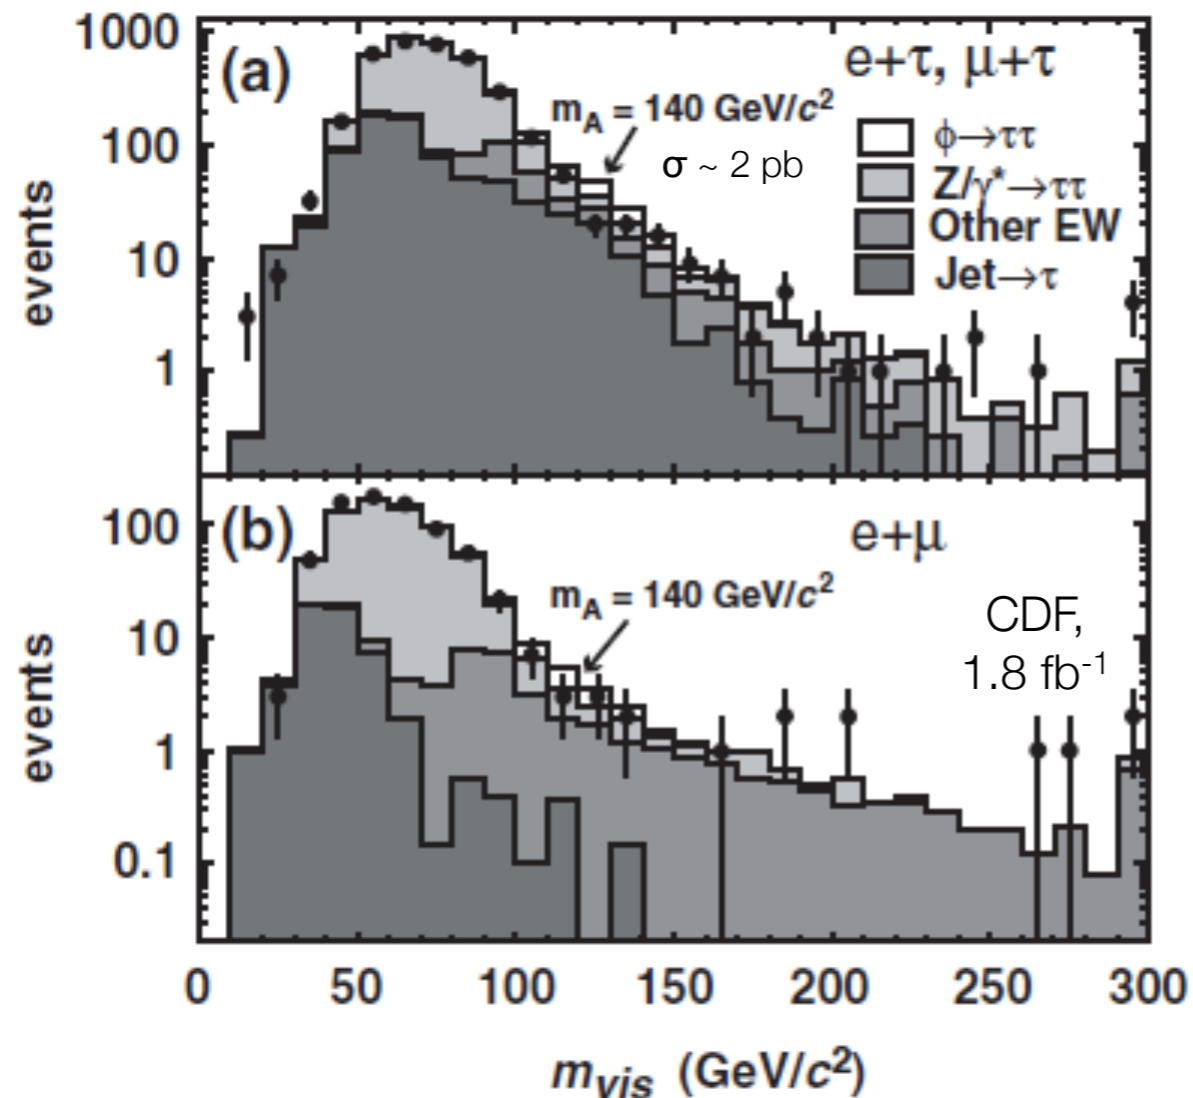 1000
100
10
1
events
(a)
e+τ, μ+τ
m_A = 140 GeV/c²
σ ~ 2 pb
ϕ→ττ
Z/γ*→ττ
Other EW
Jet→τ
100
10
1
0.1
events
(b)
e+μ
m_A = 140 GeV/c²
CDF,
1.8 fb⁻¹
0 50 100 150 200 250 300
m_vis (GeV/c²)